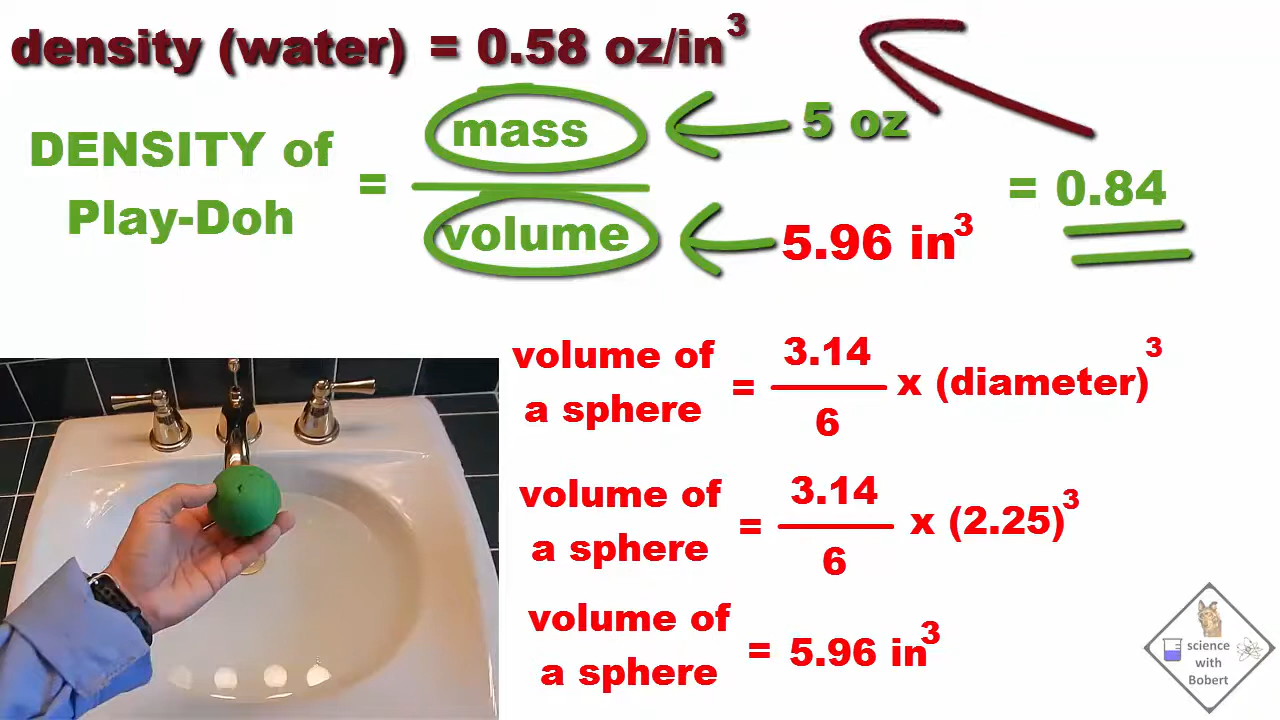 density (water) = 0.58 oz/in³
DENSITY of Play-Doh = mass / volume
mass ← 5 oz
volume ← 5.96 in³
= 0.84
volume of a sphere = 3.14 / 6 x (diameter)³
volume of a sphere = 3.14 / 6 x (2.25)³
volume of a sphere = 5.96 in³
science
with
Bobert